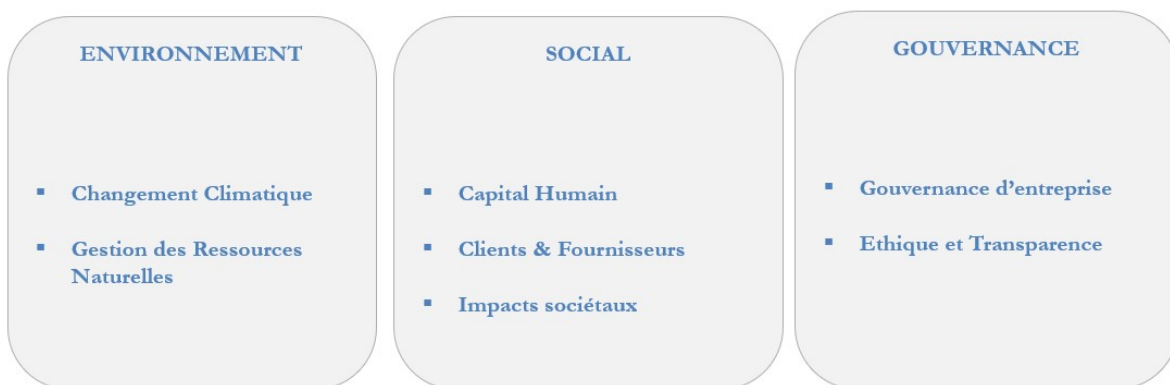 ENVIRONNEMENT
▪ Changement Climatique
▪ Gestion des Ressources
Naturelles
SOCIAL
▪ Capital Humain
▪ Clients & Fournisseurs
▪ Impacts sociétaux
GOUVERNANCE
▪ Gouvernance d’entreprise
▪ Ethique et Transparence